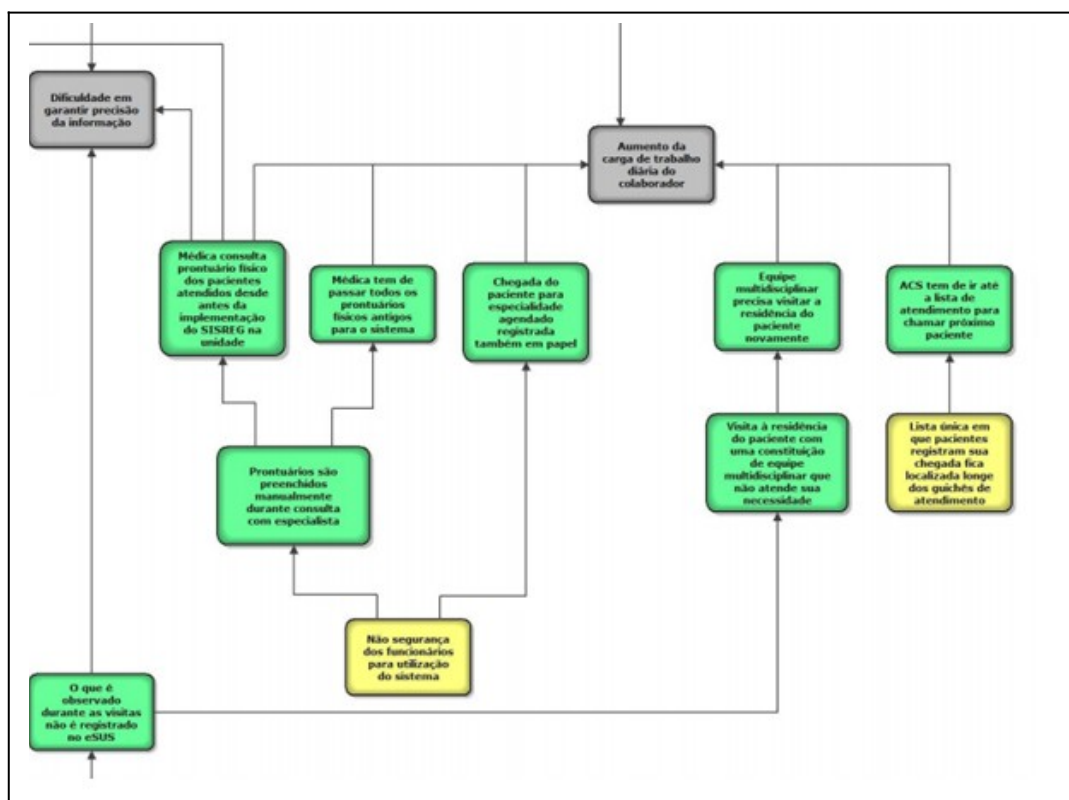 Dificuldade em
garantir precisão
da informação
Aumento da
carga de trabalho
diária do
colaborador
Médica consulta
prontuário físico
dos pacientes
atendidos desde
antes da
implementação
do SISREG na
unidade
Médica tem de
passar todos os
prontuários
físicos antigos
para o sistema
Chegada do
paciente para
especialidade
agendado
registrada
também em papel
Equipe
multidisciplinar
precisa visitar a
residência do
paciente
novamente
ACS tem de ir até
a lista de
atendimento para
chamar próximo
paciente
Prontuários são
preenchidos
manualmente
durante consulta
com especialista
Visita à residência
do paciente com
uma constituição
de equipe
multidisciplinar que
não atende sua
necessidade
Lista única em
que pacientes
registram sua
chegada fica
localizada longe
dos guichês de
atendimento
Não segurança
dos funcionários
para utilização
do sistema
O que é
observado
durante as visitas
não é registrado
no eSUS